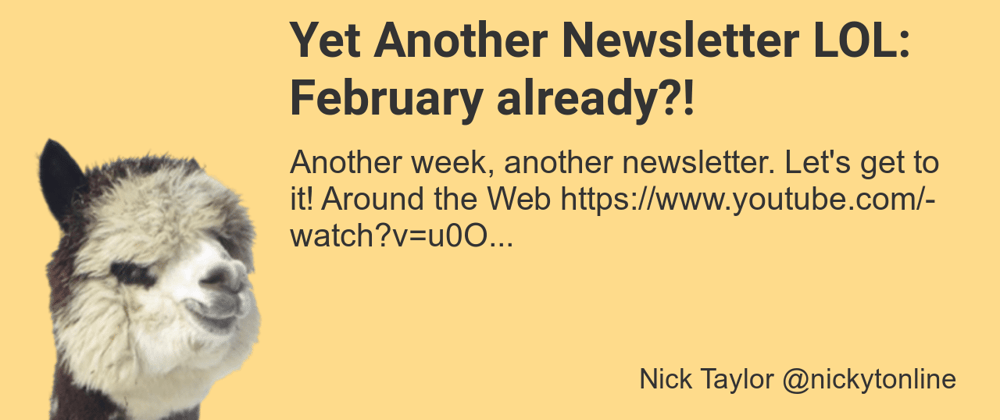 Yet Another Newsletter LOL:
February already?!
Another week, another newsletter. Let's get to
it! Around the Web https://www.youtube.com/-
watch?v=u0O...
Nick Taylor @nickytonline